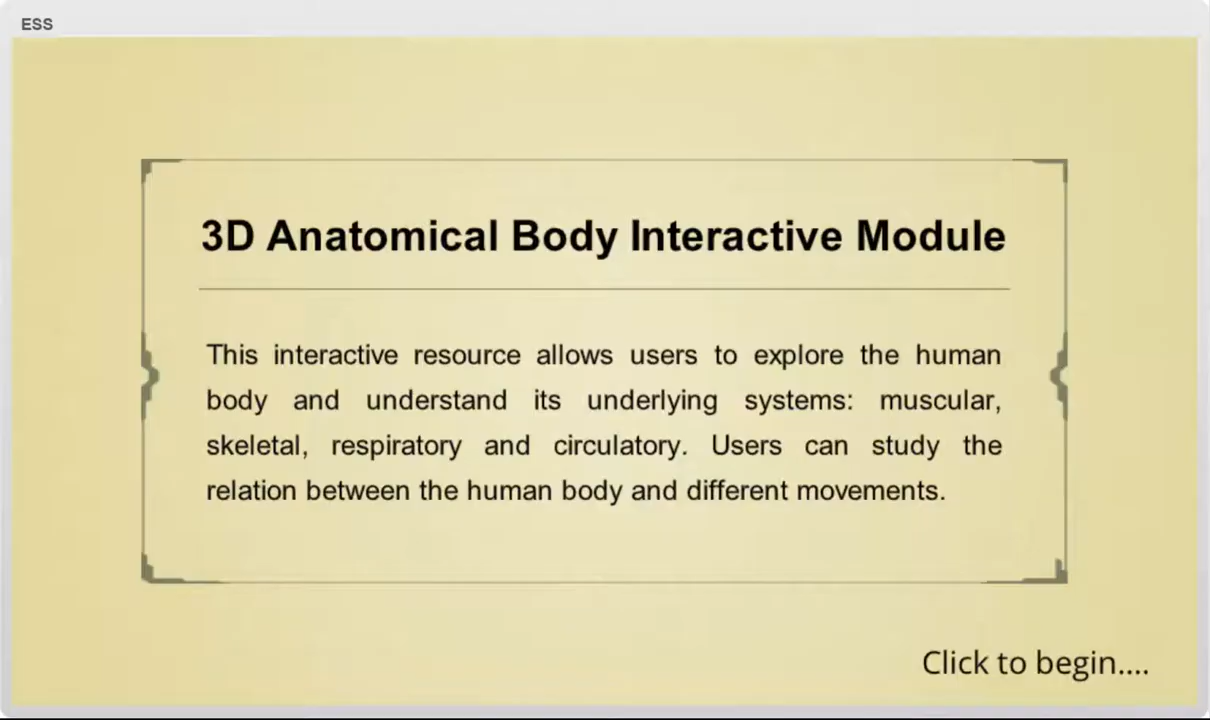 ESS
3D Anatomical Body Interactive Module
This interactive resource allows users to explore the human
body and understand its underlying systems: muscular,
skeletal, respiratory and circulatory. Users can study the
relation between the human body and different movements.
Click to begin....